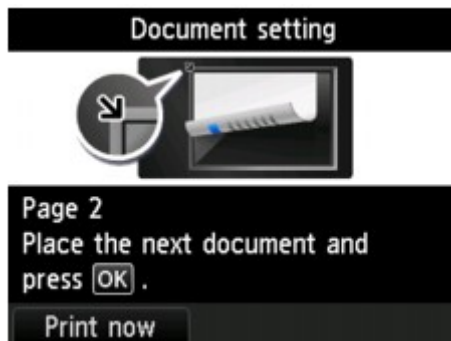 Document setting
Page 2
Place the next document and
press OK .
Print now